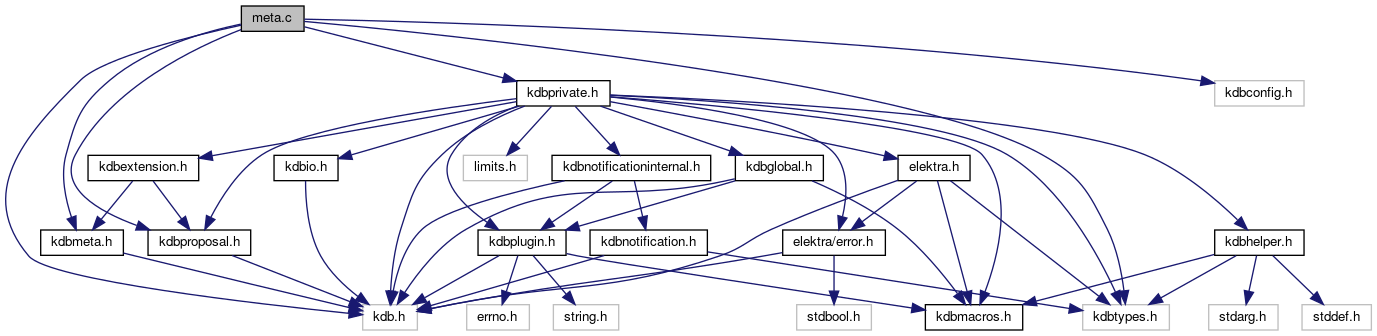 meta.c
kdbprivate.h
kdbconfig.h
kdbextension.h
kdbio.h
limits.h
kdbnotificationinternal.h
kdbglobal.h
elektra.h
kdbmeta.h
kdbproposal.h
kdbplugin.h
kdbnotification.h
elektra/error.h
kdbhelper.h
kdb.h
errno.h
string.h
stdbool.h
kdbmacros.h
kdbtypes.h
stdarg.h
stddef.h